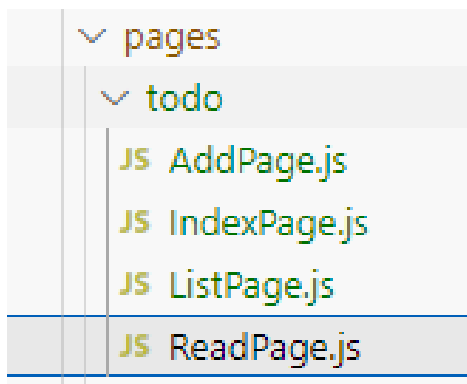 pages
todo
JS AddPage.js
JS IndexPage.js
JS ListPage.js
JS ReadPage.js